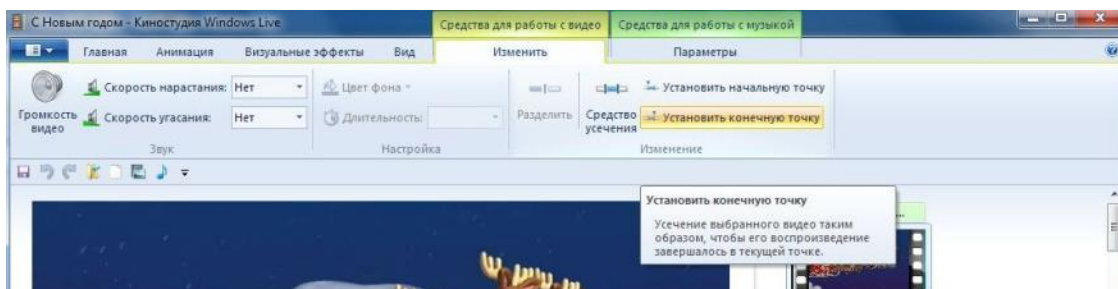 С Новым годом - Киностудия Windows Live
Средства для работы с видео
Средства для работы с музыкой
Главная Анимация Визуальные эффекты Вид Изменить Параметры
Громкость видео
Скорость нарастания: Нет
Скорость угасания: Нет
Звук
Цвет фона
Длительность:
Настройка
Разделить
Средство усечения
Установить начальную точку
Установить конечную точку
Изменение
Установить конечную точку
Усечение выбранного видео таким
образом, чтобы его воспроизведение
завершалось в текущей точке.